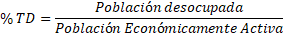 % TD = Población desocupada
Población Económicamente Activa